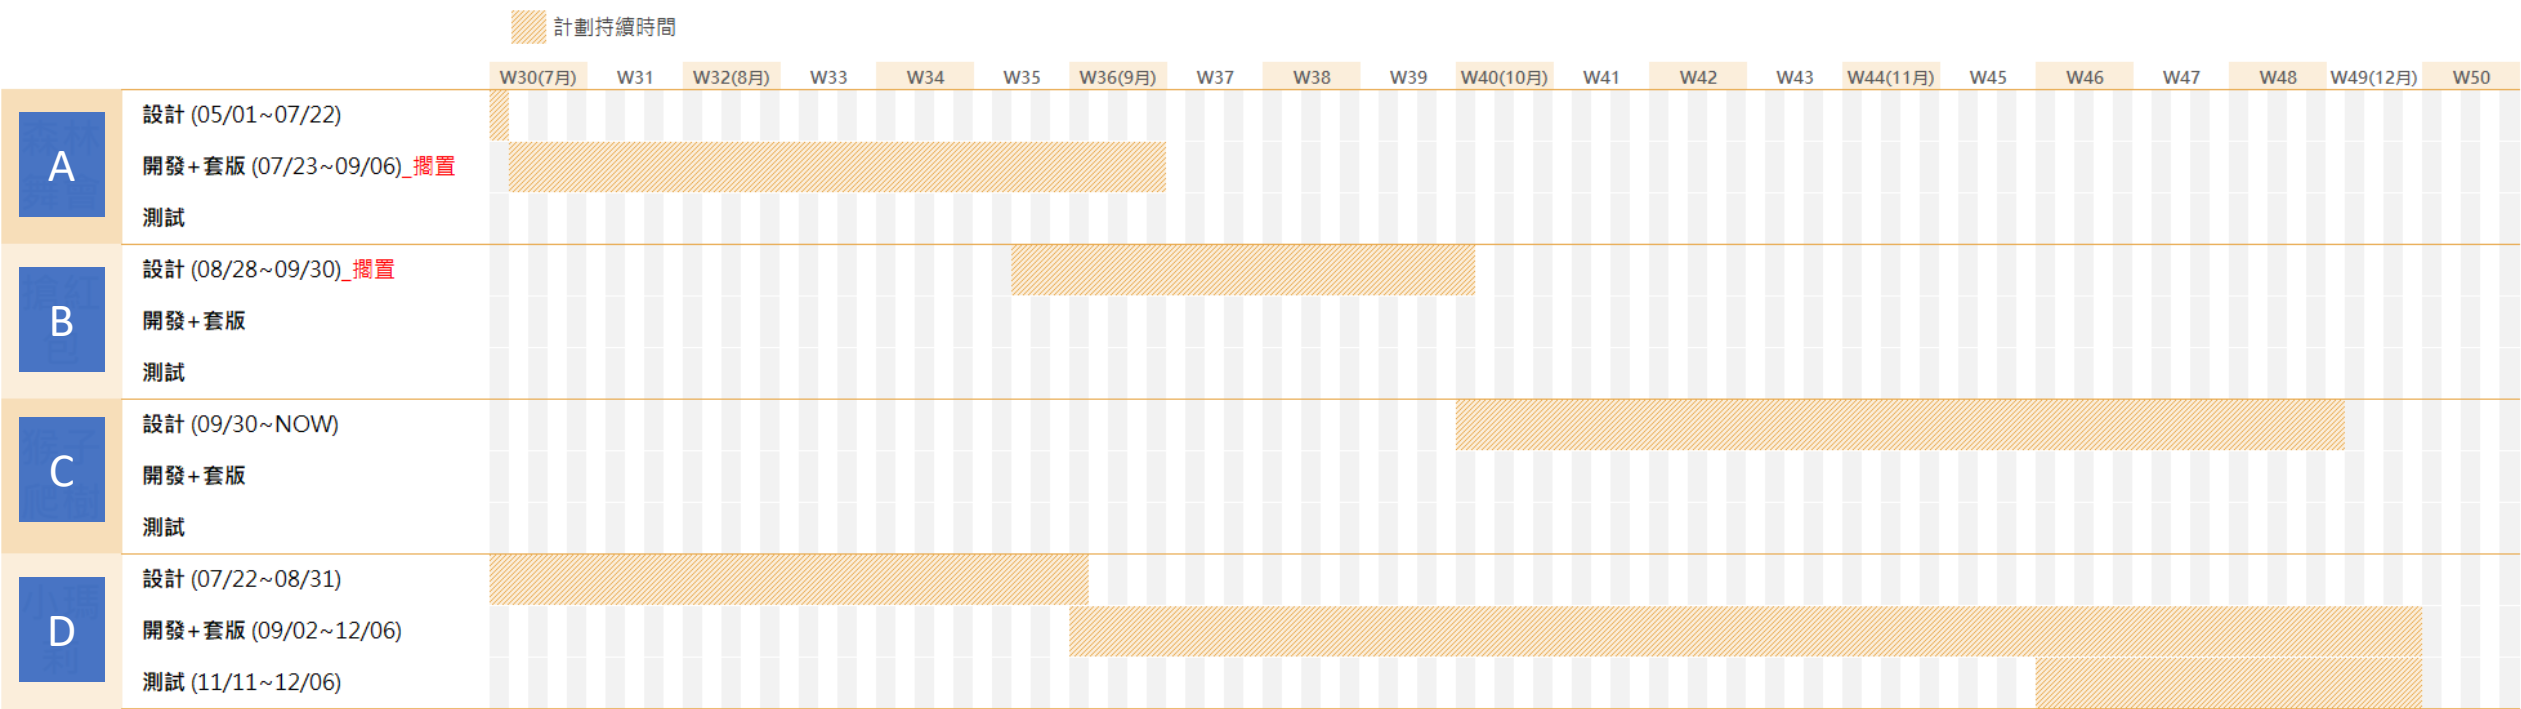 計劃持續時間
W30(7月) W31 W32(8月) W33 W34 W35 W36(9月) W37 W38 W39 W40(10月) W41 W42 W43 W44(11月) W45 W46 W47 W48 W49(12月) W50
A
設計 (05/01~07/22)
開發+套版 (07/23~09/06)_擱置
測試
B
設計 (08/28~09/30)_擱置
開發+套版
測試
C
設計 (09/30~NOW)
開發+套版
測試
D
設計 (07/22~08/31)
開發+套版 (09/02~12/06)
測試 (11/11~12/06)